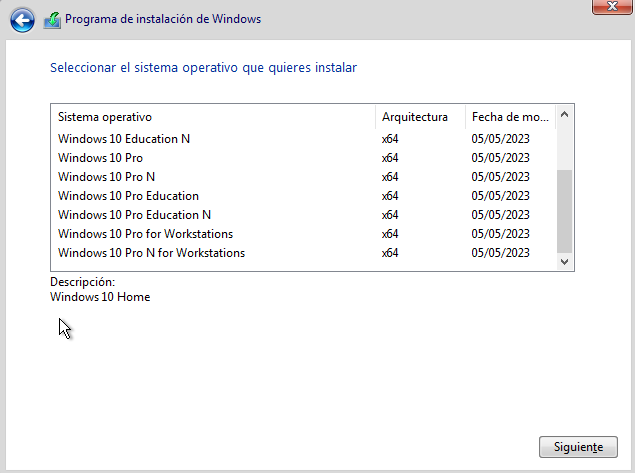 Programa de instalación de Windows
Seleccionar el sistema operativo que quieres instalar
Sistema operativo Arquitectura Fecha de mo...
Windows 10 Education N x64 05/05/2023
Windows 10 Pro x64 05/05/2023
Windows 10 Pro N x64 05/05/2023
Windows 10 Pro Education x64 05/05/2023
Windows 10 Pro Education N x64 05/05/2023
Windows 10 Pro for Workstations x64 05/05/2023
Windows 10 Pro N for Workstations x64 05/05/2023
Descripción:
Windows 10 Home
Siguiente